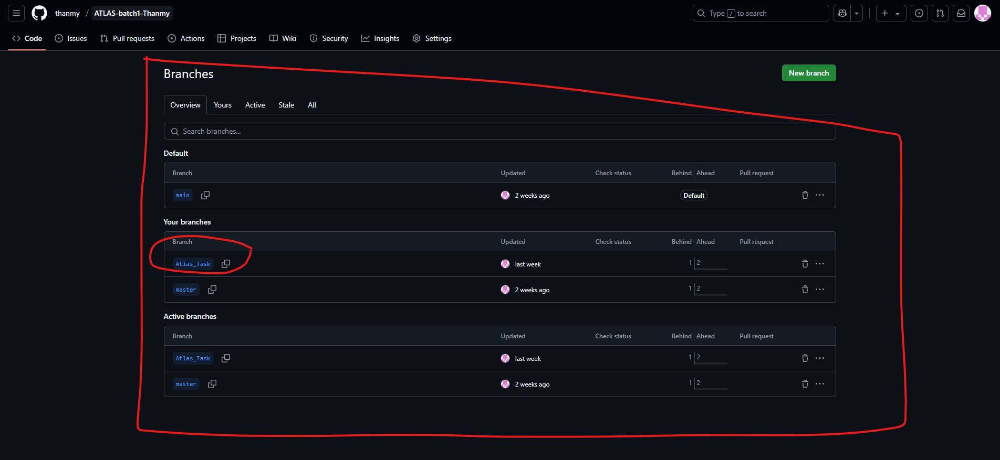 thanmy / ATLAS-batch1-Thanmy Type / to search
Code Issues Pull requests Actions Projects Wiki Security Insights Settings
Branches New branch
Overview Yours Active Stale All
Search branches...
Default
Branch Updated Check status Behind Ahead Pull request
main 2 weeks ago Default
Your branches
Branch Updated Check status Behind Ahead Pull request
Atlas_Task last week 1 2
master 2 weeks ago 1 2
Active branches
Branch Updated Check status Behind Ahead Pull request
Atlas_Task last week 1 2
master 2 weeks ago 1 2